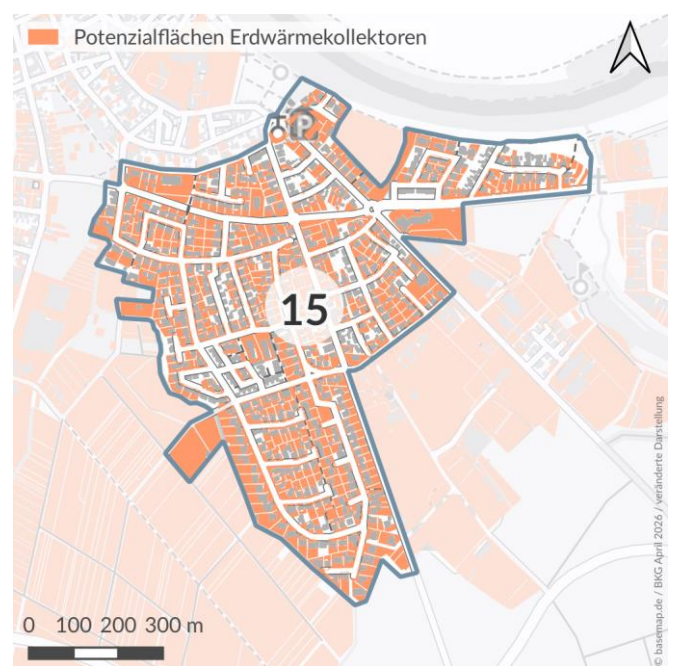 Potenzialflächen Erdwärmekollektoren
P
15
0 100 200 300 m
© basemap.de / BKG April 2026 / veränderte Darstellung